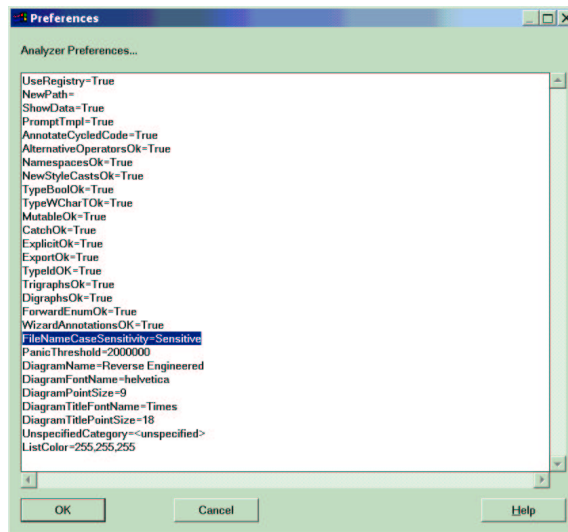 Preferences
Analyzer Preferences...
UseRegistry=True
NewPath=
ShowData=True
PromptTmpl=True
AnnotateCycledCode=True
AlternativeOperatorsOk=True
NamespacesOk=True
NewStyleCastsOk=True
TypeBoolOk=True
TypeWCharTOk=True
MutableOk=True
CatchOk=True
ExplicitOk=True
ExportOk=True
TypeIdOK=True
TrigraphsOk=True
DigraphsOk=True
ForwardEnumOk=True
WizardAnnotationsOK=True
FileNameCaseSensitivity=Sensitive
PanicThreshold=2000000
DiagramName=Reverse Engineered
DiagramFontName=helvetica
DiagramPointSize=9
DiagramTitleFontName=Times
DiagramTitlePointSize=18
UnspecifiedCategory=<unspecified>
ListColor=255,255,255
OK Cancel Help